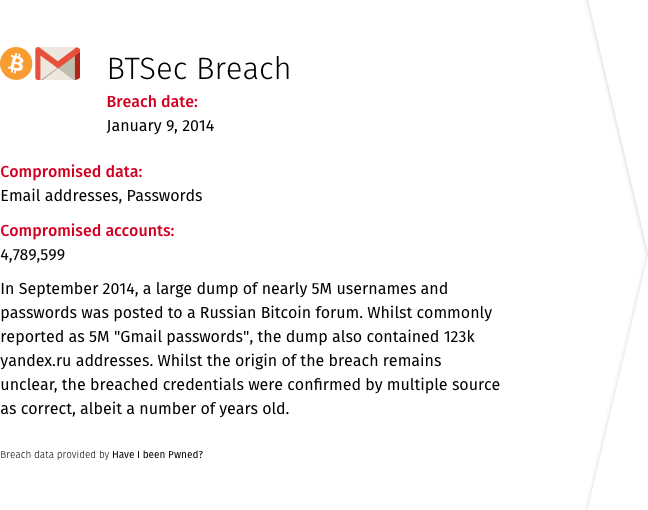 BTSec Breach
Breach date:
January 9, 2014
Compromised data:
Email addresses, Passwords
Compromised accounts:
4,789,599
In September 2014, a large dump of nearly 5M usernames and
passwords was posted to a Russian Bitcoin forum. Whilst commonly
reported as 5M "Gmail passwords", the dump also contained 123k
yandex.ru addresses. Whilst the origin of the breach remains
unclear, the breached credentials were confirmed by multiple source
as correct, albeit a number of years old.
Breach data provided by Have I been Pwned?